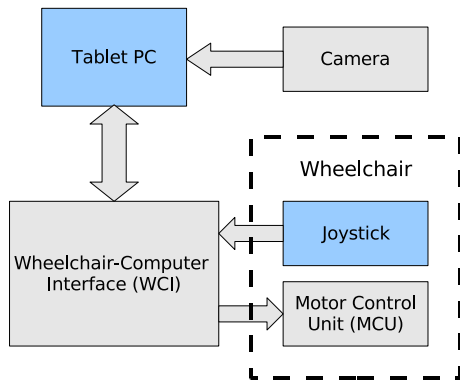 Tablet PC
Camera
Wheelchair
Joystick
Wheelchair-Computer
Interface (WCI)
Motor Control
Unit (MCU)